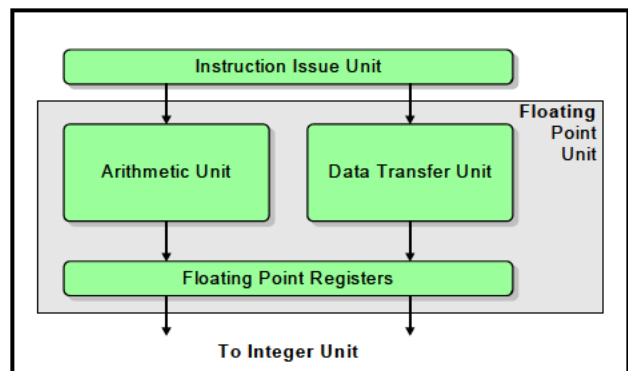 Instruction Issue Unit
Floating
Point
Unit
Arithmetic Unit
Data Transfer Unit
Floating Point Registers
To Integer Unit